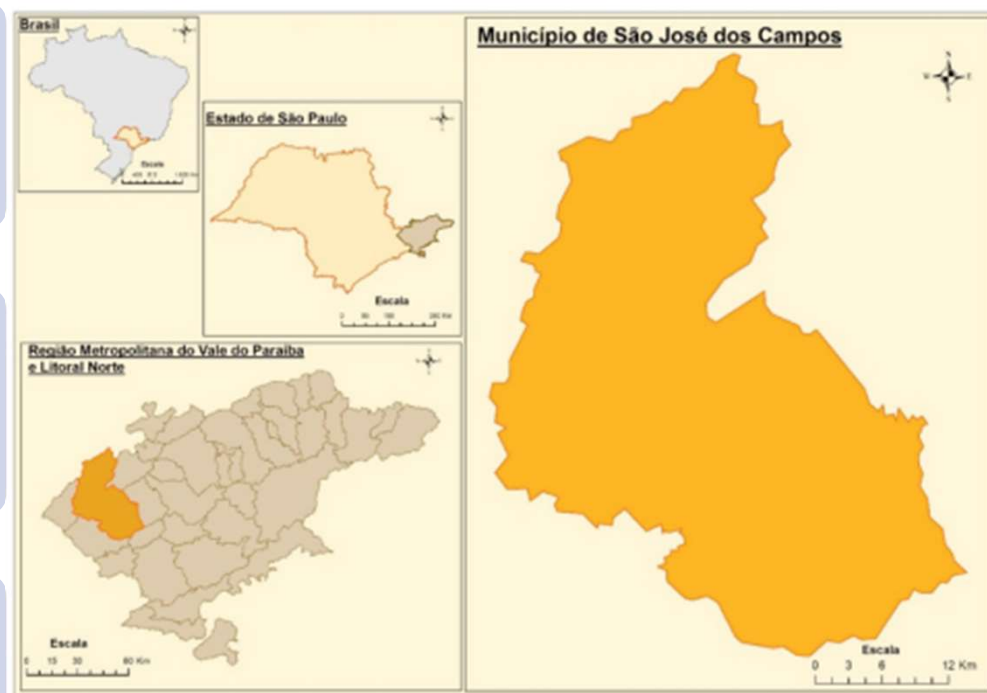 Brasil
Escala
Estado de São Paulo
Escala
Região Metropolitana do Vale do Paraíba
e Litoral Norte
Escala
0 15 30 60 Km
Município de São José dos Campos
W E
S
Escala
0 3 6 12 Km